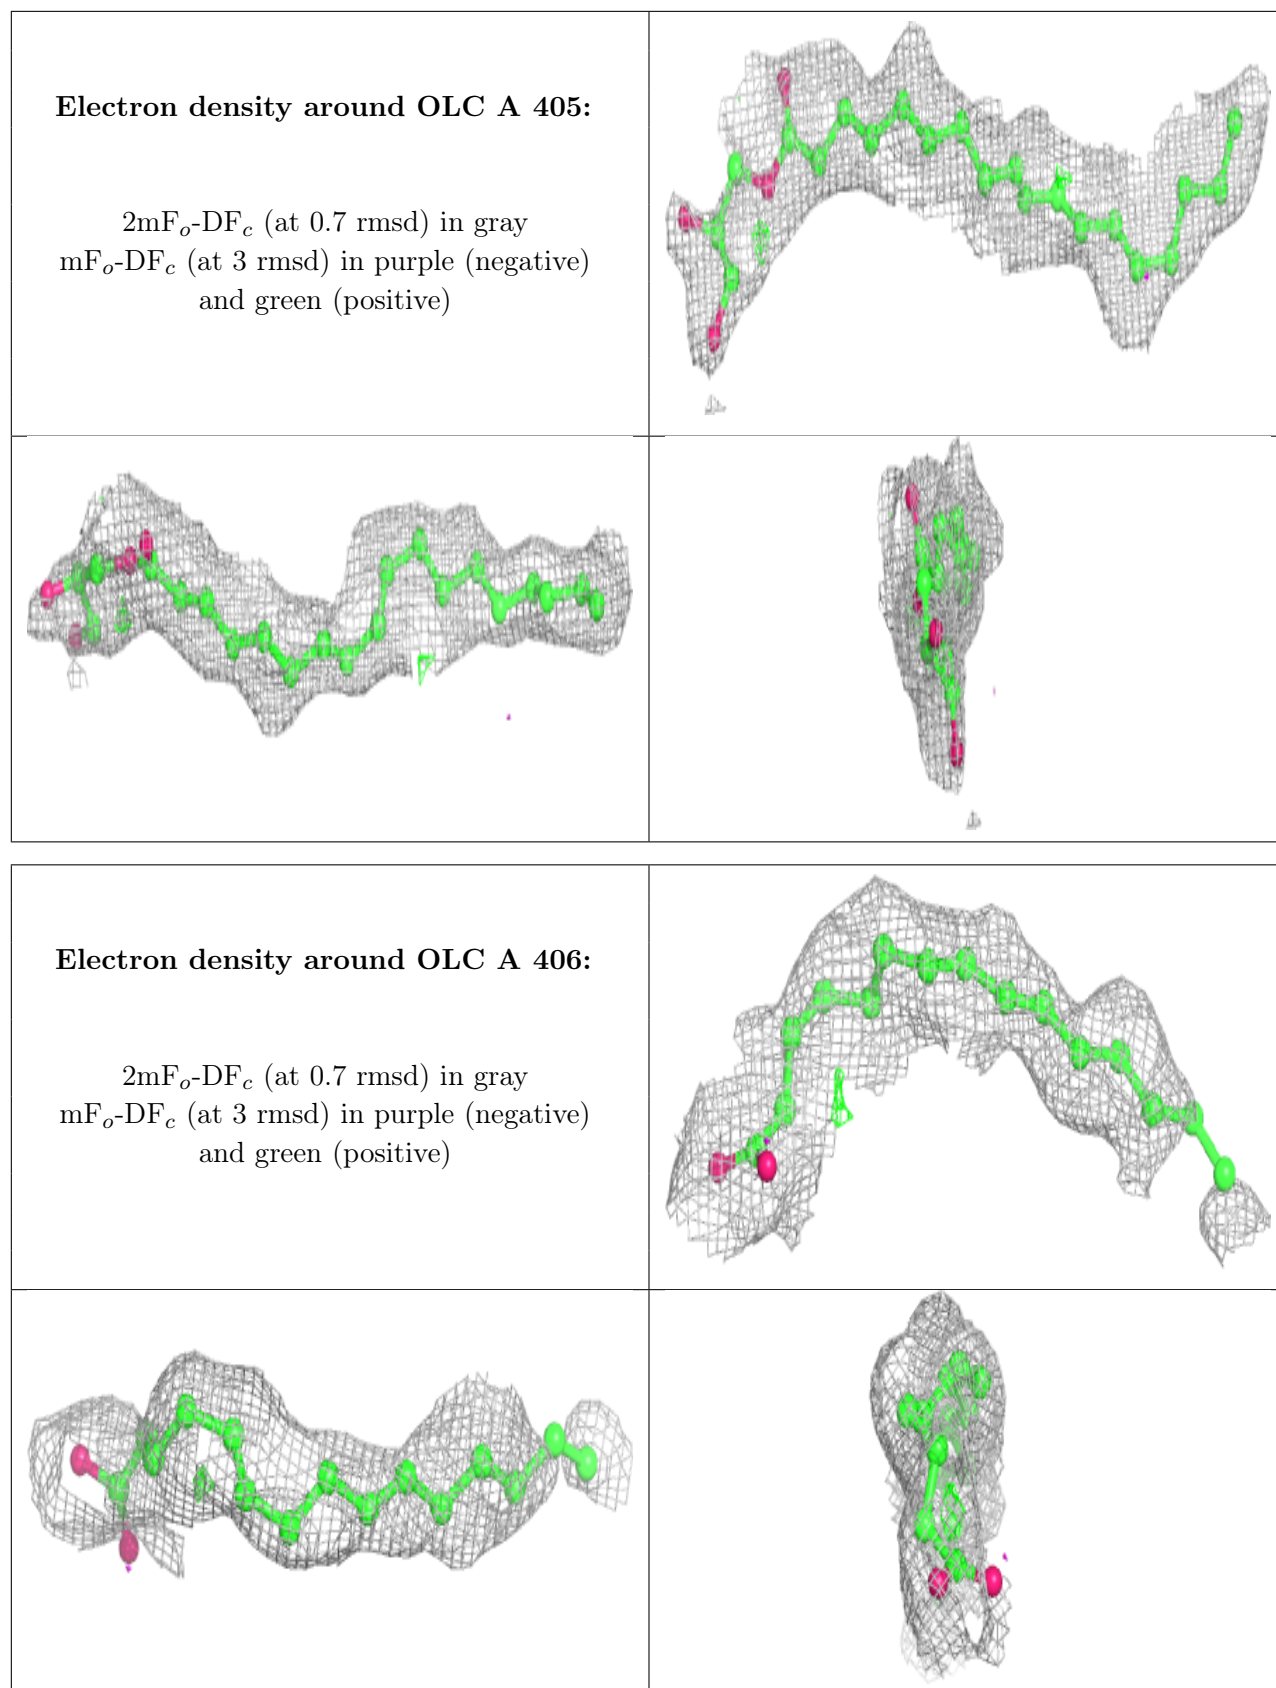 Electron density around OLC A 405:
2mFo-DFc (at 0.7 rmsd) in gray
mFo-DFc (at 3 rmsd) in purple (negative)
and green (positive)
Electron density around OLC A 406:
2mFo-DFc (at 0.7 rmsd) in gray
mFo-DFc (at 3 rmsd) in purple (negative)
and green (positive)